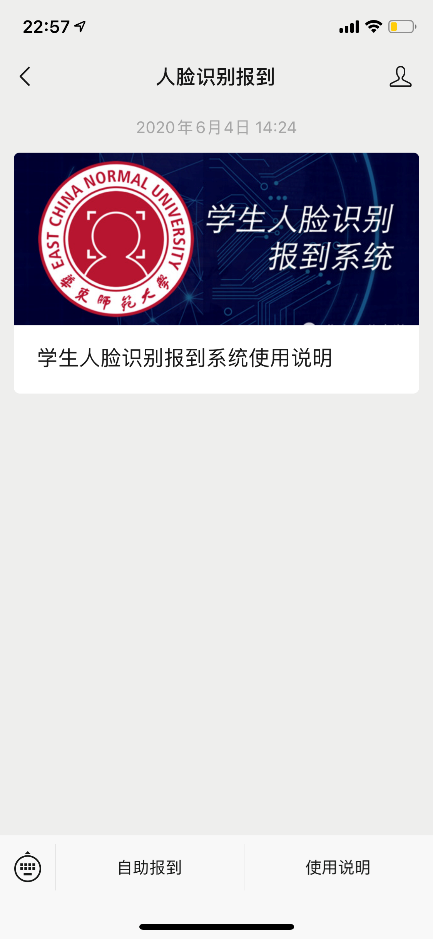 22:57
人脸识别报到
2020年6月4日 14:24
EAST CHINA NORMAL UNIVERSITY
華東師範大學
学生人脸识别
报到系统
学生人脸识别报到系统使用说明
自助报到
使用说明